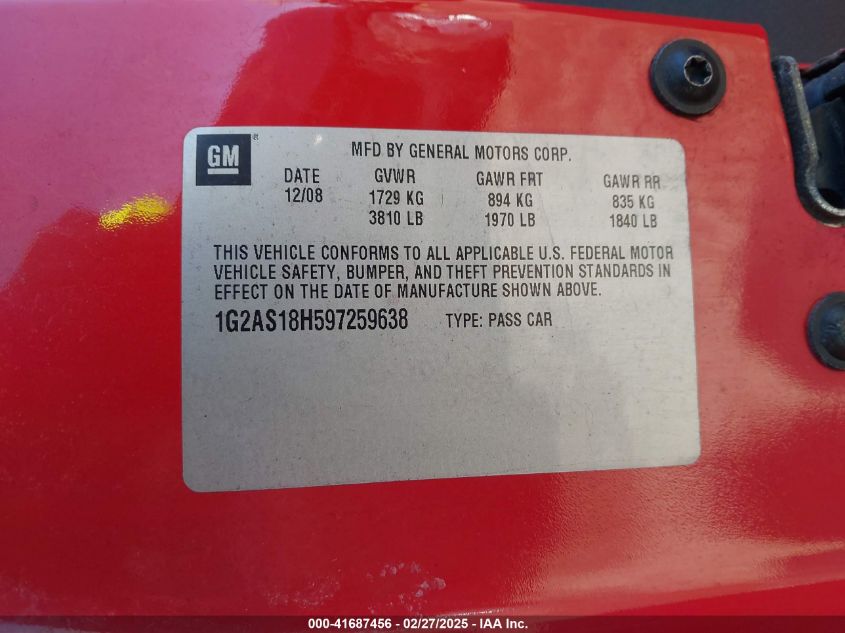 GM ®
MFD BY GENERAL MOTORS CORP.
DATE GVWR GAWR FRT GAWR RR
12/08 1729 KG 894 KG 835 KG
3810 LB 1970 LB 1840 LB
THIS VEHICLE CONFORMS TO ALL APPLICABLE U.S. FEDERAL MOTOR
VEHICLE SAFETY, BUMPER, AND THEFT PREVENTION STANDARDS IN
EFFECT ON THE DATE OF MANUFACTURE SHOWN ABOVE.
1G2AS18H597259638 TYPE: PASS CAR
000-41687456 - 02/27/2025 - IAA Inc.